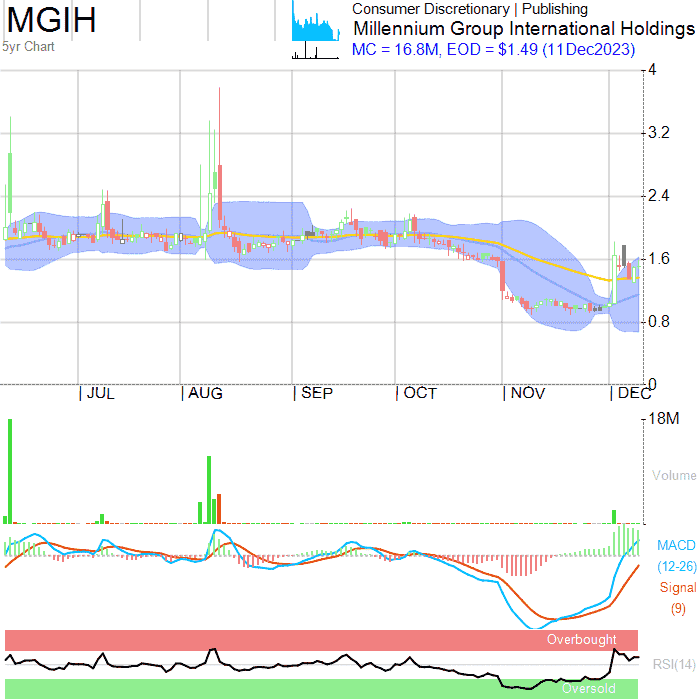 MGIH
5yr Chart
Consumer Discretionary | Publishing
Millennium Group International Holdings
MC = 16.8M, EOD = $1.49 (11Dec2023)
4
3.2
2.4
1.6
0.8
0
| JUL | AUG | SEP | OCT | NOV | DEC
18M
Volume
MACD
(12-26)
Signal
(9)
Overbought
RSI(14)
Oversold